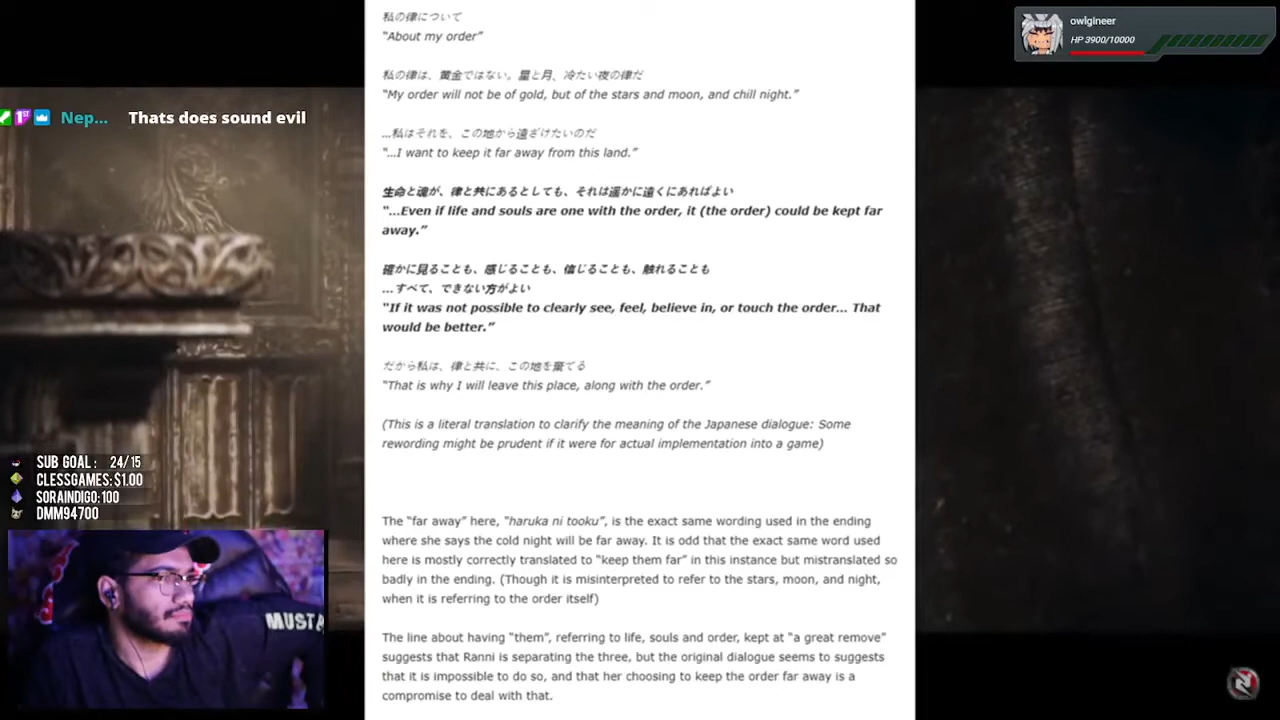 私の律について
"About my order"
私の律は、黄金ではない。星と月、冷たい夜の律だ
"My order will not be of gold, but of the stars and moon, and chill night."
…私はそれを、この地から遠ざけたいのだ
"…I want to keep it far away from this land."
生命と魂が、律と共にあるとしても、それは遥かに遠くにあればよい
"…Even if life and souls are one with the order, it (the order) could be kept far
away."
確かに見ることも、感じることも、信じることも、触れることも
…すべて、できない方がよい
"If it was not possible to clearly see, feel, believe in, or touch the order… That
would be better."
だから私は、律と共に、この地を棄てる
"That is why I will leave this place, along with the order."
(This is a literal translation to clarify the meaning of the Japanese dialogue: Some
rewording might be prudent if it were for actual implementation into a game)
The "far away" here, "haruka ni tooku", is the exact same wording used in the ending
where she says the cold night will be far away. It is odd that the exact same word used
here is mostly correctly translated to "keep them far" in this instance but mistranslated so
badly in the ending. (Though it is misinterpreted to refer to the stars, moon, and night,
when it is referring to the order itself)
The line about having "them", referring to life, souls and order, kept at "a great remove"
suggests that Ranni is separating the three, but the original dialogue seems to suggests
that it is impossible to do so, and that her choosing to keep the order far away is a
compromise to deal with that.
owlgineer
HP 3900/10000
1ST Nep... Thats does sound evil
SUB GOAL : 24/15
CLESSGAMES: $1.00
SORAINDIGO: 100
DMM94700
MUSTA